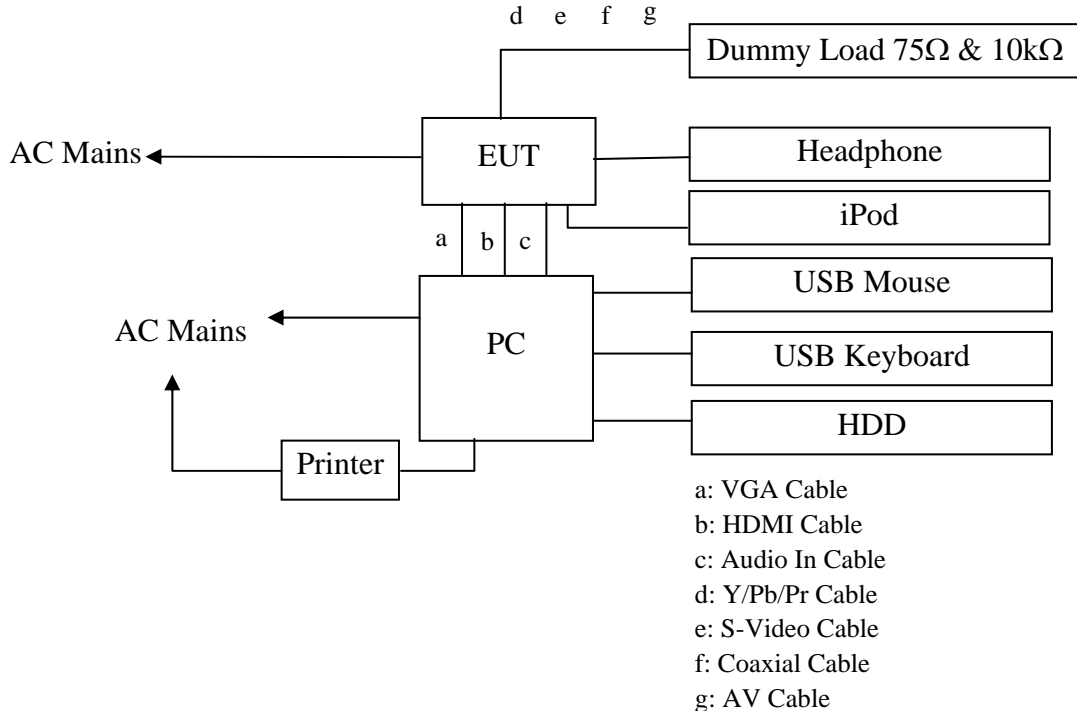 d e f g
Dummy Load 75Ω & 10kΩ
AC Mains
EUT
Headphone
iPod
a b c
USB Mouse
AC Mains
PC
USB Keyboard
HDD
Printer
a: VGA Cable
b: HDMI Cable
c: Audio In Cable
d: Y/Pb/Pr Cable
e: S-Video Cable
f: Coaxial Cable
g: AV Cable